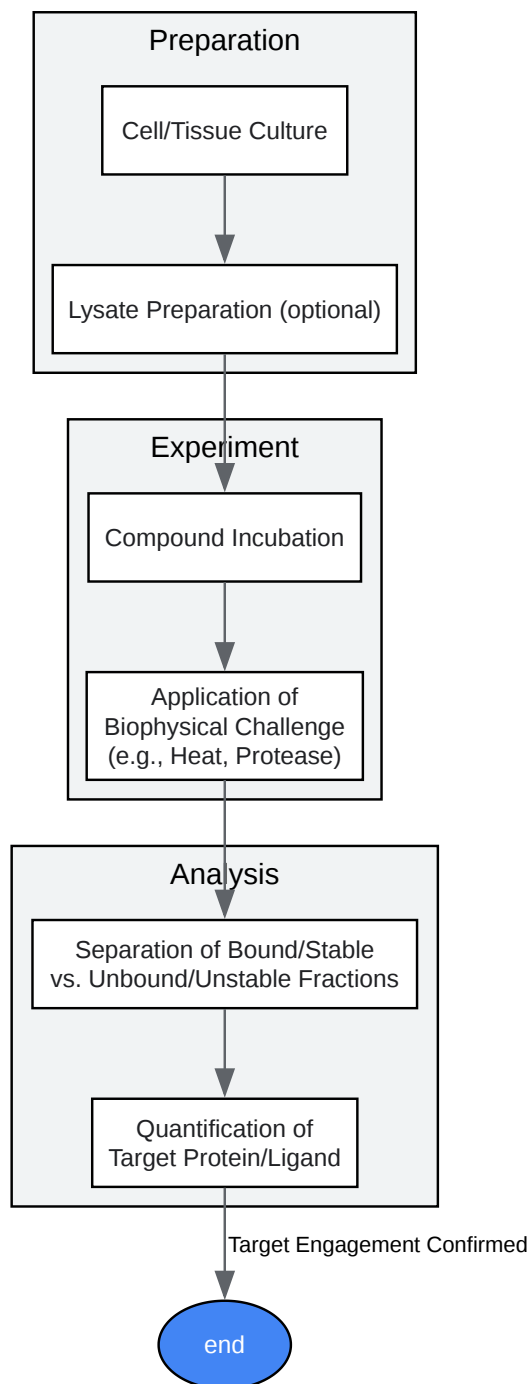 Preparation
Cell/Tissue Culture
Lysate Preparation (optional)
Experiment
Compound Incubation
Application of
Biophysical Challenge
(e.g., Heat, Protease)
Analysis
Separation of Bound/Stable
vs. Unbound/Unstable Fractions
Quantification of
Target Protein/Ligand
Target Engagement Confirmed
end